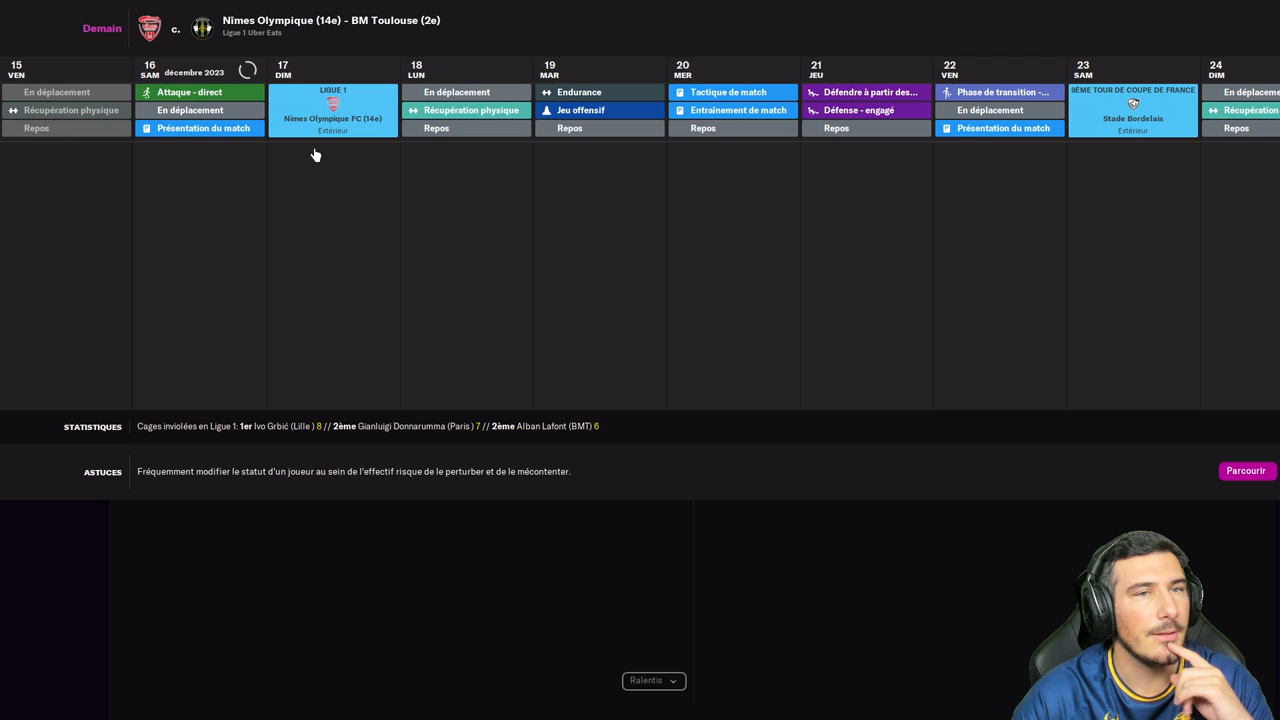 Demain
c.
Nîmes Olympique (14e) - BM Toulouse (2e)
Ligue 1 Uber Eats
15 VEN
16 SAM décembre 2023
17 DIM
18 LUN
19 MAR
20 MER
21 JEU
22 VEN
23 SAM
24 DIM
En déplacement
Récupération physique
Repos
Attaque - direct
En déplacement
Présentation du match
LIGUE 1
Nîmes Olympique FC (14e)
Extérieur
En déplacement
Récupération physique
Repos
Endurance
Jeu offensif
Repos
Tactique de match
Entraînement de match
Repos
Défendre à partir des...
Défense - engagé
Repos
Phase de transition -...
En déplacement
Présentation du match
9ÈME TOUR DE COUPE DE FRANCE
Stade Bordelais
Extérieur
En déplaceme
Récupération
Repos
STATISTIQUES
Cages inviolées en Ligue 1: 1er Ivo Grbić (Lille ) 8 // 2ème Gianluigi Donnarumma (Paris ) 7 // 2ème Alban Lafont (BMT) 6
ASTUCES
Fréquemment modifier le statut d'un joueur au sein de l'effectif risque de le perturber et de le mécontenter.
Parcourir
Ralentis